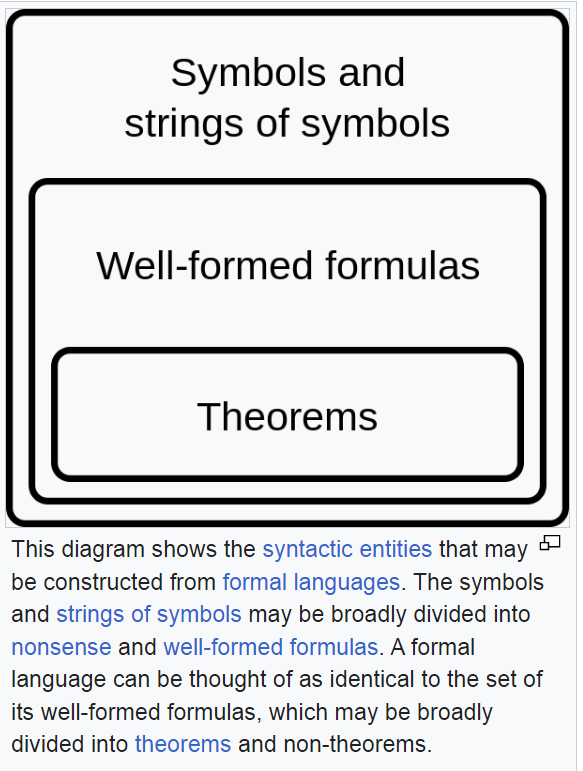 Symbols and
strings of symbols
Well-formed formulas
Theorems
This diagram shows the syntactic entities that may
be constructed from formal languages. The symbols
and strings of symbols may be broadly divided into
nonsense and well-formed formulas. A formal
language can be thought of as identical to the set of
its well-formed formulas, which may be broadly
divided into theorems and non-theorems.